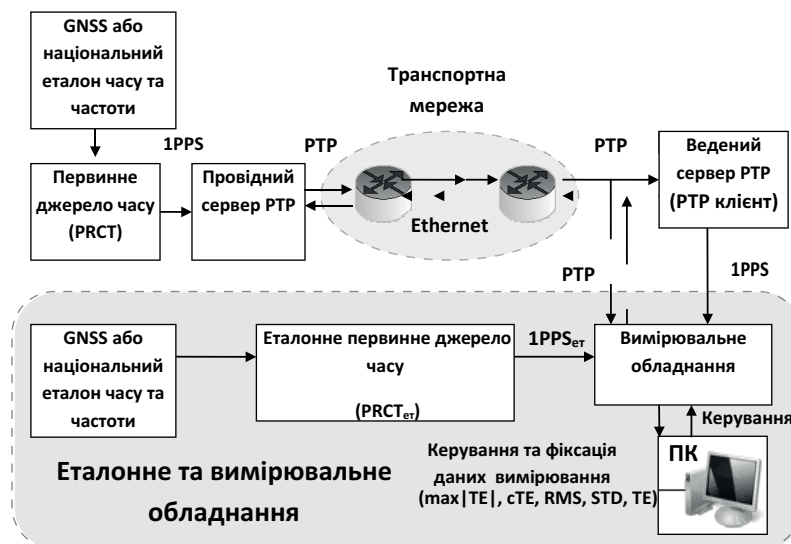 GNSS або
національний
еталон часу та
частоти
1PPS
Первинне
джерело часу
(PRCT)
Провідний
сервер PTP
PTP
Транспортна
мережа
Ethernet
PTP
Ведений
сервер PTP
(PTP клієнт)
PTP
1PPS
GNSS або
національний
еталон часу та
частоти
Еталонне первинне джерело
часу
(PRCTет)
1PPSет
Вимірювальне
обладнання
Керування
Керування та фіксація
даних вимірювання
(max|TE|, cTE, RMS, STD, TE)
ПК
Еталонне та вимірювальне
обладнання